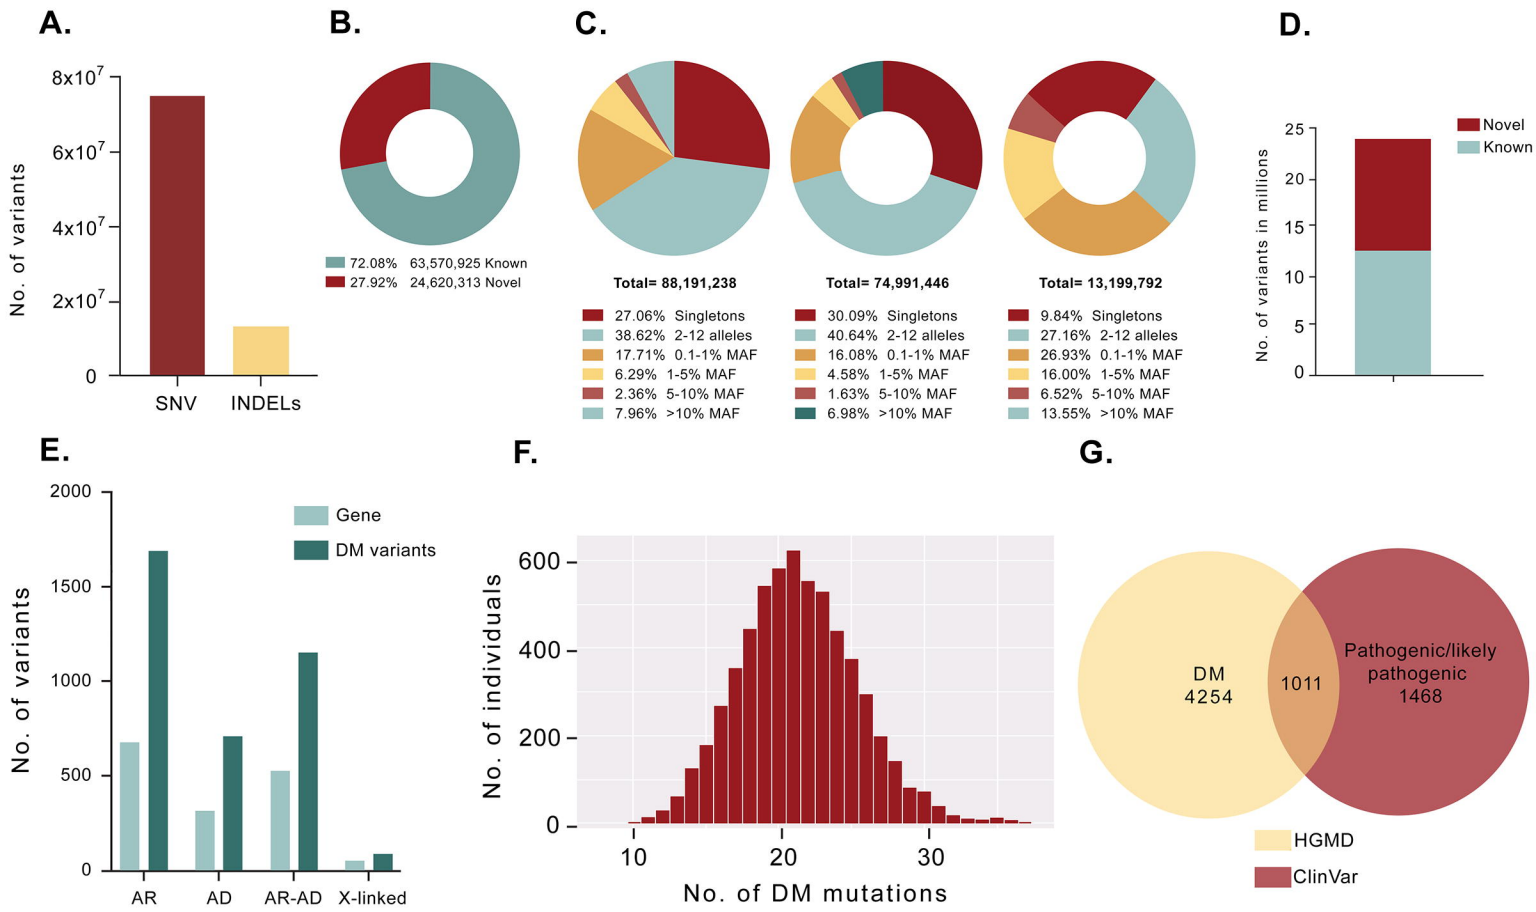 A.
No. of variants
8x10⁷
6x10⁷
4x10⁷
2x10⁷
0
SNV
INDELs
B.
72.08% 63,570,925 Known
27.92% 24,620,313 Novel
C.
Total= 88,191,238
27.06% Singletons
38.62% 2-12 alleles
17.71% 0.1-1% MAF
6.29% 1-5% MAF
2.36% 5-10% MAF
7.96% >10% MAF
Total= 74,991,446
30.09% Singletons
40.64% 2-12 alleles
16.08% 0.1-1% MAF
4.58% 1-5% MAF
1.63% 5-10% MAF
6.98% >10% MAF
Total= 13,199,792
9.84% Singletons
27.16% 2-12 alleles
26.93% 0.1-1% MAF
16.00% 1-5% MAF
6.52% 5-10% MAF
13.55% >10% MAF
D.
No. of variants in millions
25
20
15
10
5
0
Novel
Known
E.
No. of variants
2000
1500
1000
500
0
Gene
DM variants
AR
AD
AR-AD
X-linked
F.
No. of individuals
600
400
200
0
10
20
30
No. of DM mutations
G.
DM
4254
1011
Pathogenic/likely
pathogenic
1468
HGMD
ClinVar